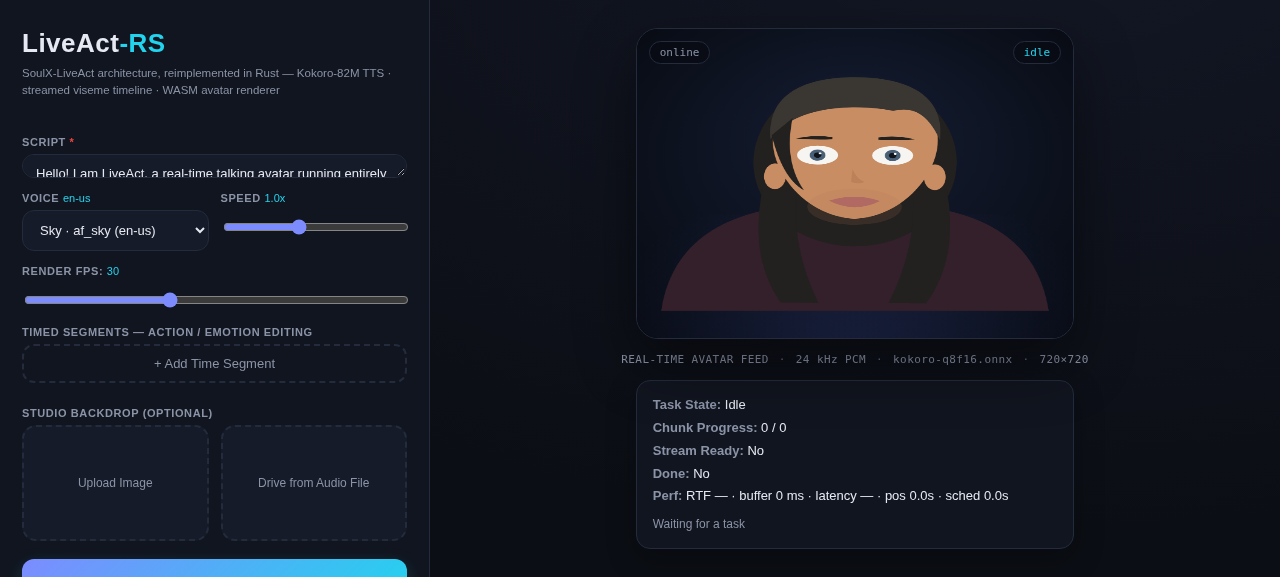 LiveAct-RS
SoulX-LiveAct architecture, reimplemented in Rust — Kokoro-82M TTS ·
streamed viseme timeline · WASM avatar renderer
SCRIPT *
Hello! I am LiveAct, a real-time talking avatar running entirely
VOICE en-us
SPEED 1.0x
Sky · af_sky (en-us)
RENDER FPS: 30
TIMED SEGMENTS — ACTION / EMOTION EDITING
+ Add Time Segment
STUDIO BACKDROP (OPTIONAL)
Upload Image
Drive from Audio File
online
idle
REAL-TIME AVATAR FEED · 24 kHz PCM · kokoro-q8f16.onnx · 720×720
Task State: Idle
Chunk Progress: 0 / 0
Stream Ready: No
Done: No
Perf: RTF — · buffer 0 ms · latency — · pos 0.0s · sched 0.0s
Waiting for a task